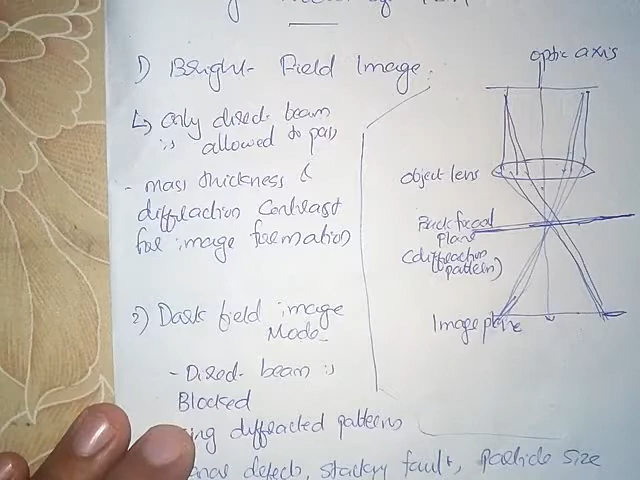 1) Bright Field Image:
↳ only direct beam
is allowed to pass
- mass thickness &
diffraction Contrast
for image formation
2) Dark field image
Mode
- Direct beam is
Blocked
diffracted patterns
defects, stacking fault, particle size
optic axis
object lens
Back focal
plane
(diffraction
pattern)
Image plane